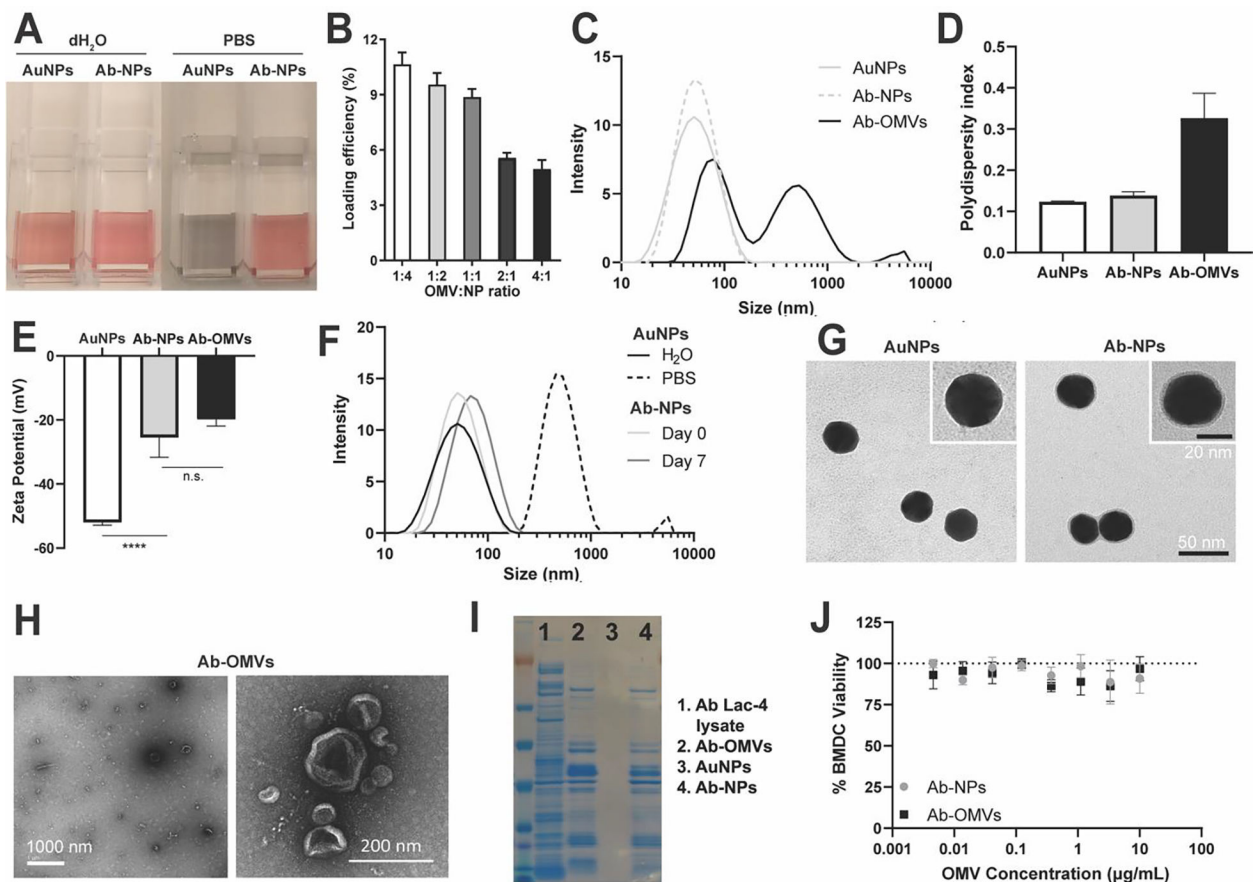 A
dH₂O PBS
AuNPs Ab-NPs AuNPs Ab-NPs
B
Loading efficiency (%)
12
9
6
3
0
1:4 1:2 1:1 2:1 4:1
OMV:NP ratio
C
Intensity
15
10
5
0
10 100 1000 10000
Size (nm)
AuNPs
Ab-NPs
Ab-OMVs
D
Polydispersity index
0.5
0.4
0.3
0.2
0.1
0.0
AuNPs Ab-NPs Ab-OMVs
E
AuNPs Ab-NPs Ab-OMVs
Zeta Potential (mV)
0
-20
-40
-60
n.s.
****
F
Intensity
20
15
10
5
0
10 100 1000 10000
Size (nm)
AuNPs
H₂O
PBS
Ab-NPs
Day 0
Day 7
G
AuNPs Ab-NPs
20 nm
50 nm
H
Ab-OMVs
1000 nm
200 nm
I
1 2 3 4
1. Ab Lac-4
lysate
2. Ab-OMVs
3. AuNPs
4. Ab-NPs
J
% BMDC Viability
125
100
75
50
25
0
0.001 0.01 0.1 1 10 100
OMV Concentration (µg/mL)
Ab-NPs
Ab-OMVs